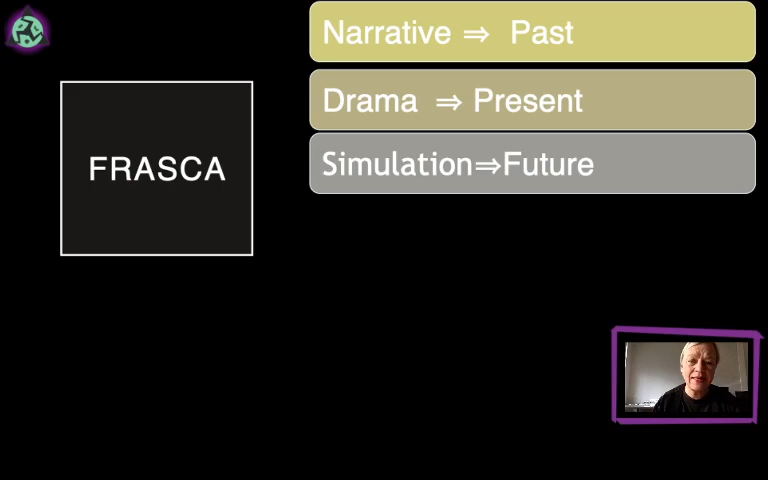 Narrative ⇒ Past
Drama ⇒ Present
Simulation⇒Future
FRASCA